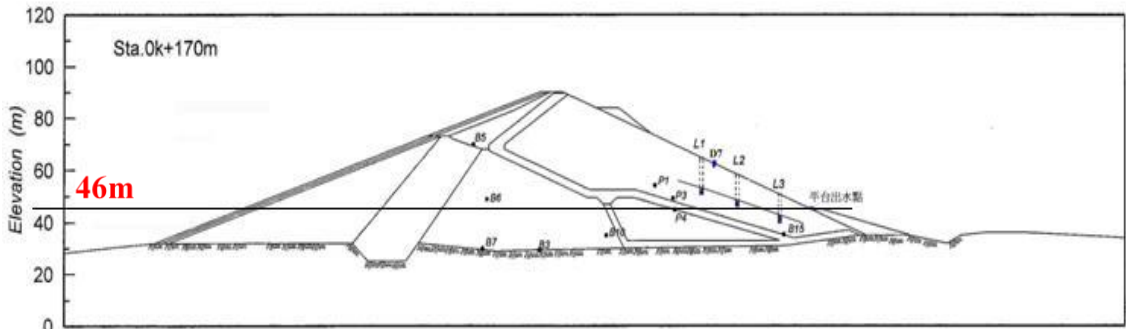 120
Sta.0k+170m
100
80
60
40
20
0
Elevation (m)
46m
B5
B6
B7
B3
B10
P1
P3
P4
L1
D7
L2
L3
平台出水點
B15